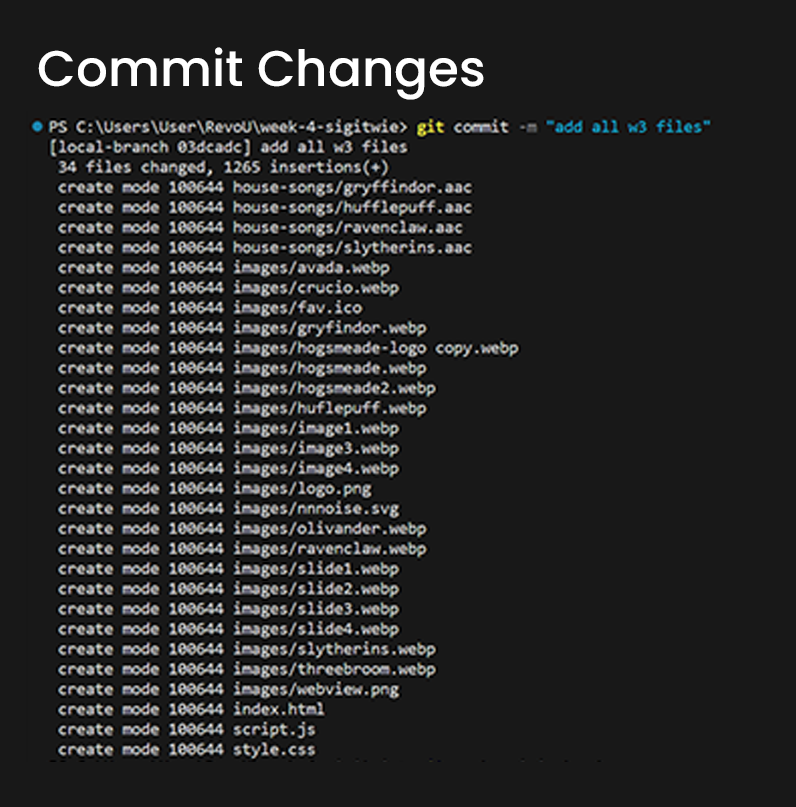 Commit Changes
PS C:\Users\User\RevoU\week-4-sigitwie> git commit -m "add all w3 files"
[local-branch 03dcadc] add all w3 files
34 files changed, 1265 insertions(+)
create mode 100644 house-songs/gryffindor.aac
create mode 100644 house-songs/hufflepuff.aac
create mode 100644 house-songs/ravenclaw.aac
create mode 100644 house-songs/slytherins.aac
create mode 100644 images/avada.webp
create mode 100644 images/crucio.webp
create mode 100644 images/fav.ico
create mode 100644 images/gryfindor.webp
create mode 100644 images/hogsmeade-logo copy.webp
create mode 100644 images/hogsmeade.webp
create mode 100644 images/hogsmeade2.webp
create mode 100644 images/huflepuff.webp
create mode 100644 images/image1.webp
create mode 100644 images/image3.webp
create mode 100644 images/image4.webp
create mode 100644 images/logo.png
create mode 100644 images/nnnoise.svg
create mode 100644 images/olivander.webp
create mode 100644 images/ravenclaw.webp
create mode 100644 images/slide1.webp
create mode 100644 images/slide2.webp
create mode 100644 images/slide3.webp
create mode 100644 images/slide4.webp
create mode 100644 images/slytherins.webp
create mode 100644 images/threebroom.webp
create mode 100644 images/webview.png
create mode 100644 index.html
create mode 100644 script.js
create mode 100644 style.css